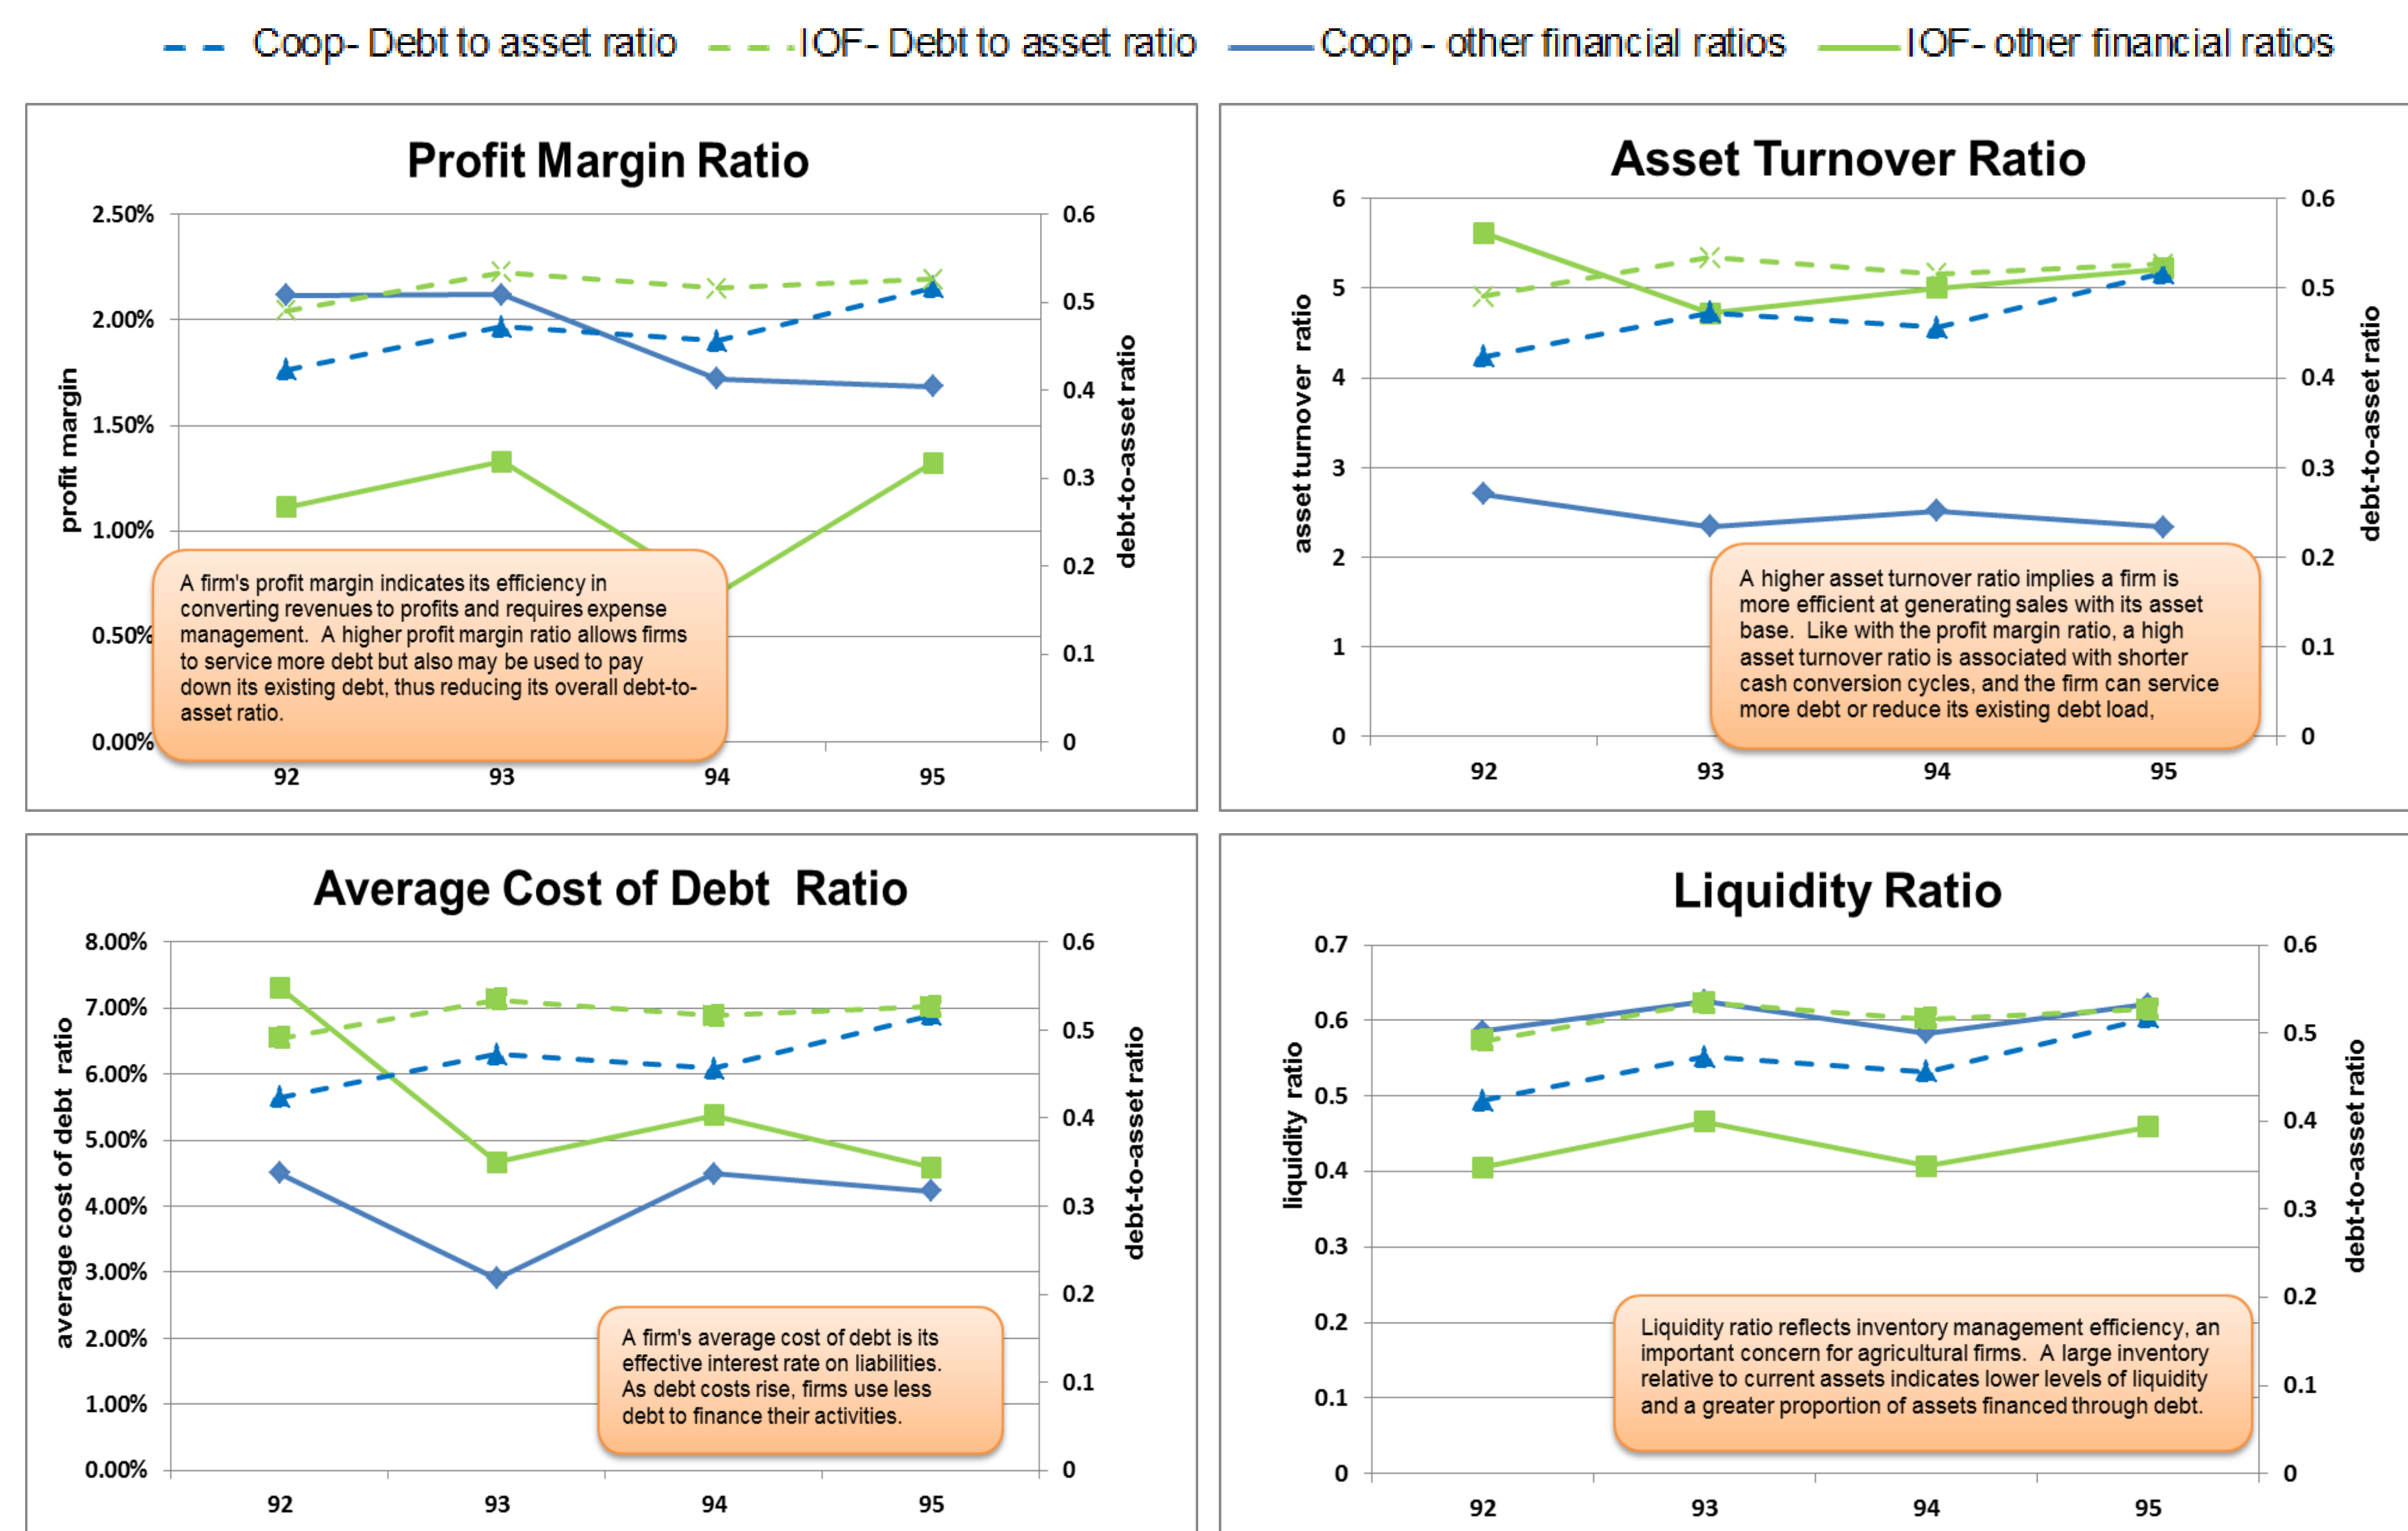 Coop- Debt to asset ratio IOF- Debt to asset ratio Coop - other financial ratios IOF- other financial ratios
Profit Margin Ratio
2.50%
2.00%
1.50%
1.00%
0.50%
0.00%
profit margin
0.6
0.5
0.4
0.3
0.2
0.1
0
debt-to-asset ratio
A firm's profit margin indicates its efficiency in
converting revenues to profits and requires expense
management. A higher profit margin ratio allows firms
to service more debt but also may be used to pay
down its existing debt, thus reducing its overall debt-to-
asset ratio.
92 93 94 95
Asset Turnover Ratio
6
5
4
3
2
1
0
asset turnover ratio
0.6
0.5
0.4
0.3
0.2
0.1
0
debt-to-asset ratio
A higher asset turnover ratio implies a firm is
more efficient at generating sales with its asset
base. Like with the profit margin ratio, a high
asset turnover ratio is associated with shorter
cash conversion cycles, and the firm can service
more debt or reduce its existing debt load,
92 93 94 95
Average Cost of Debt Ratio
8.00%
7.00%
6.00%
5.00%
4.00%
3.00%
2.00%
1.00%
0.00%
average cost of debt ratio
0.6
0.5
0.4
0.3
0.2
0.1
0
debt-to-asset ratio
A firm's average cost of debt is its
effective interest rate on liabilities.
As debt costs rise, firms use less
debt to finance their activities.
92 93 94 95
Liquidity Ratio
0.7
0.6
0.5
0.4
0.3
0.2
0.1
0
liquidity ratio
0.6
0.5
0.4
0.3
0.2
0.1
0
debt-to-asset ratio
Liquidity ratio reflects inventory management efficiency, an
important concern for agricultural firms. A large inventory
relative to current assets indicates lower levels of liquidity
and a greater proportion of assets financed through debt.
92 93 94 95